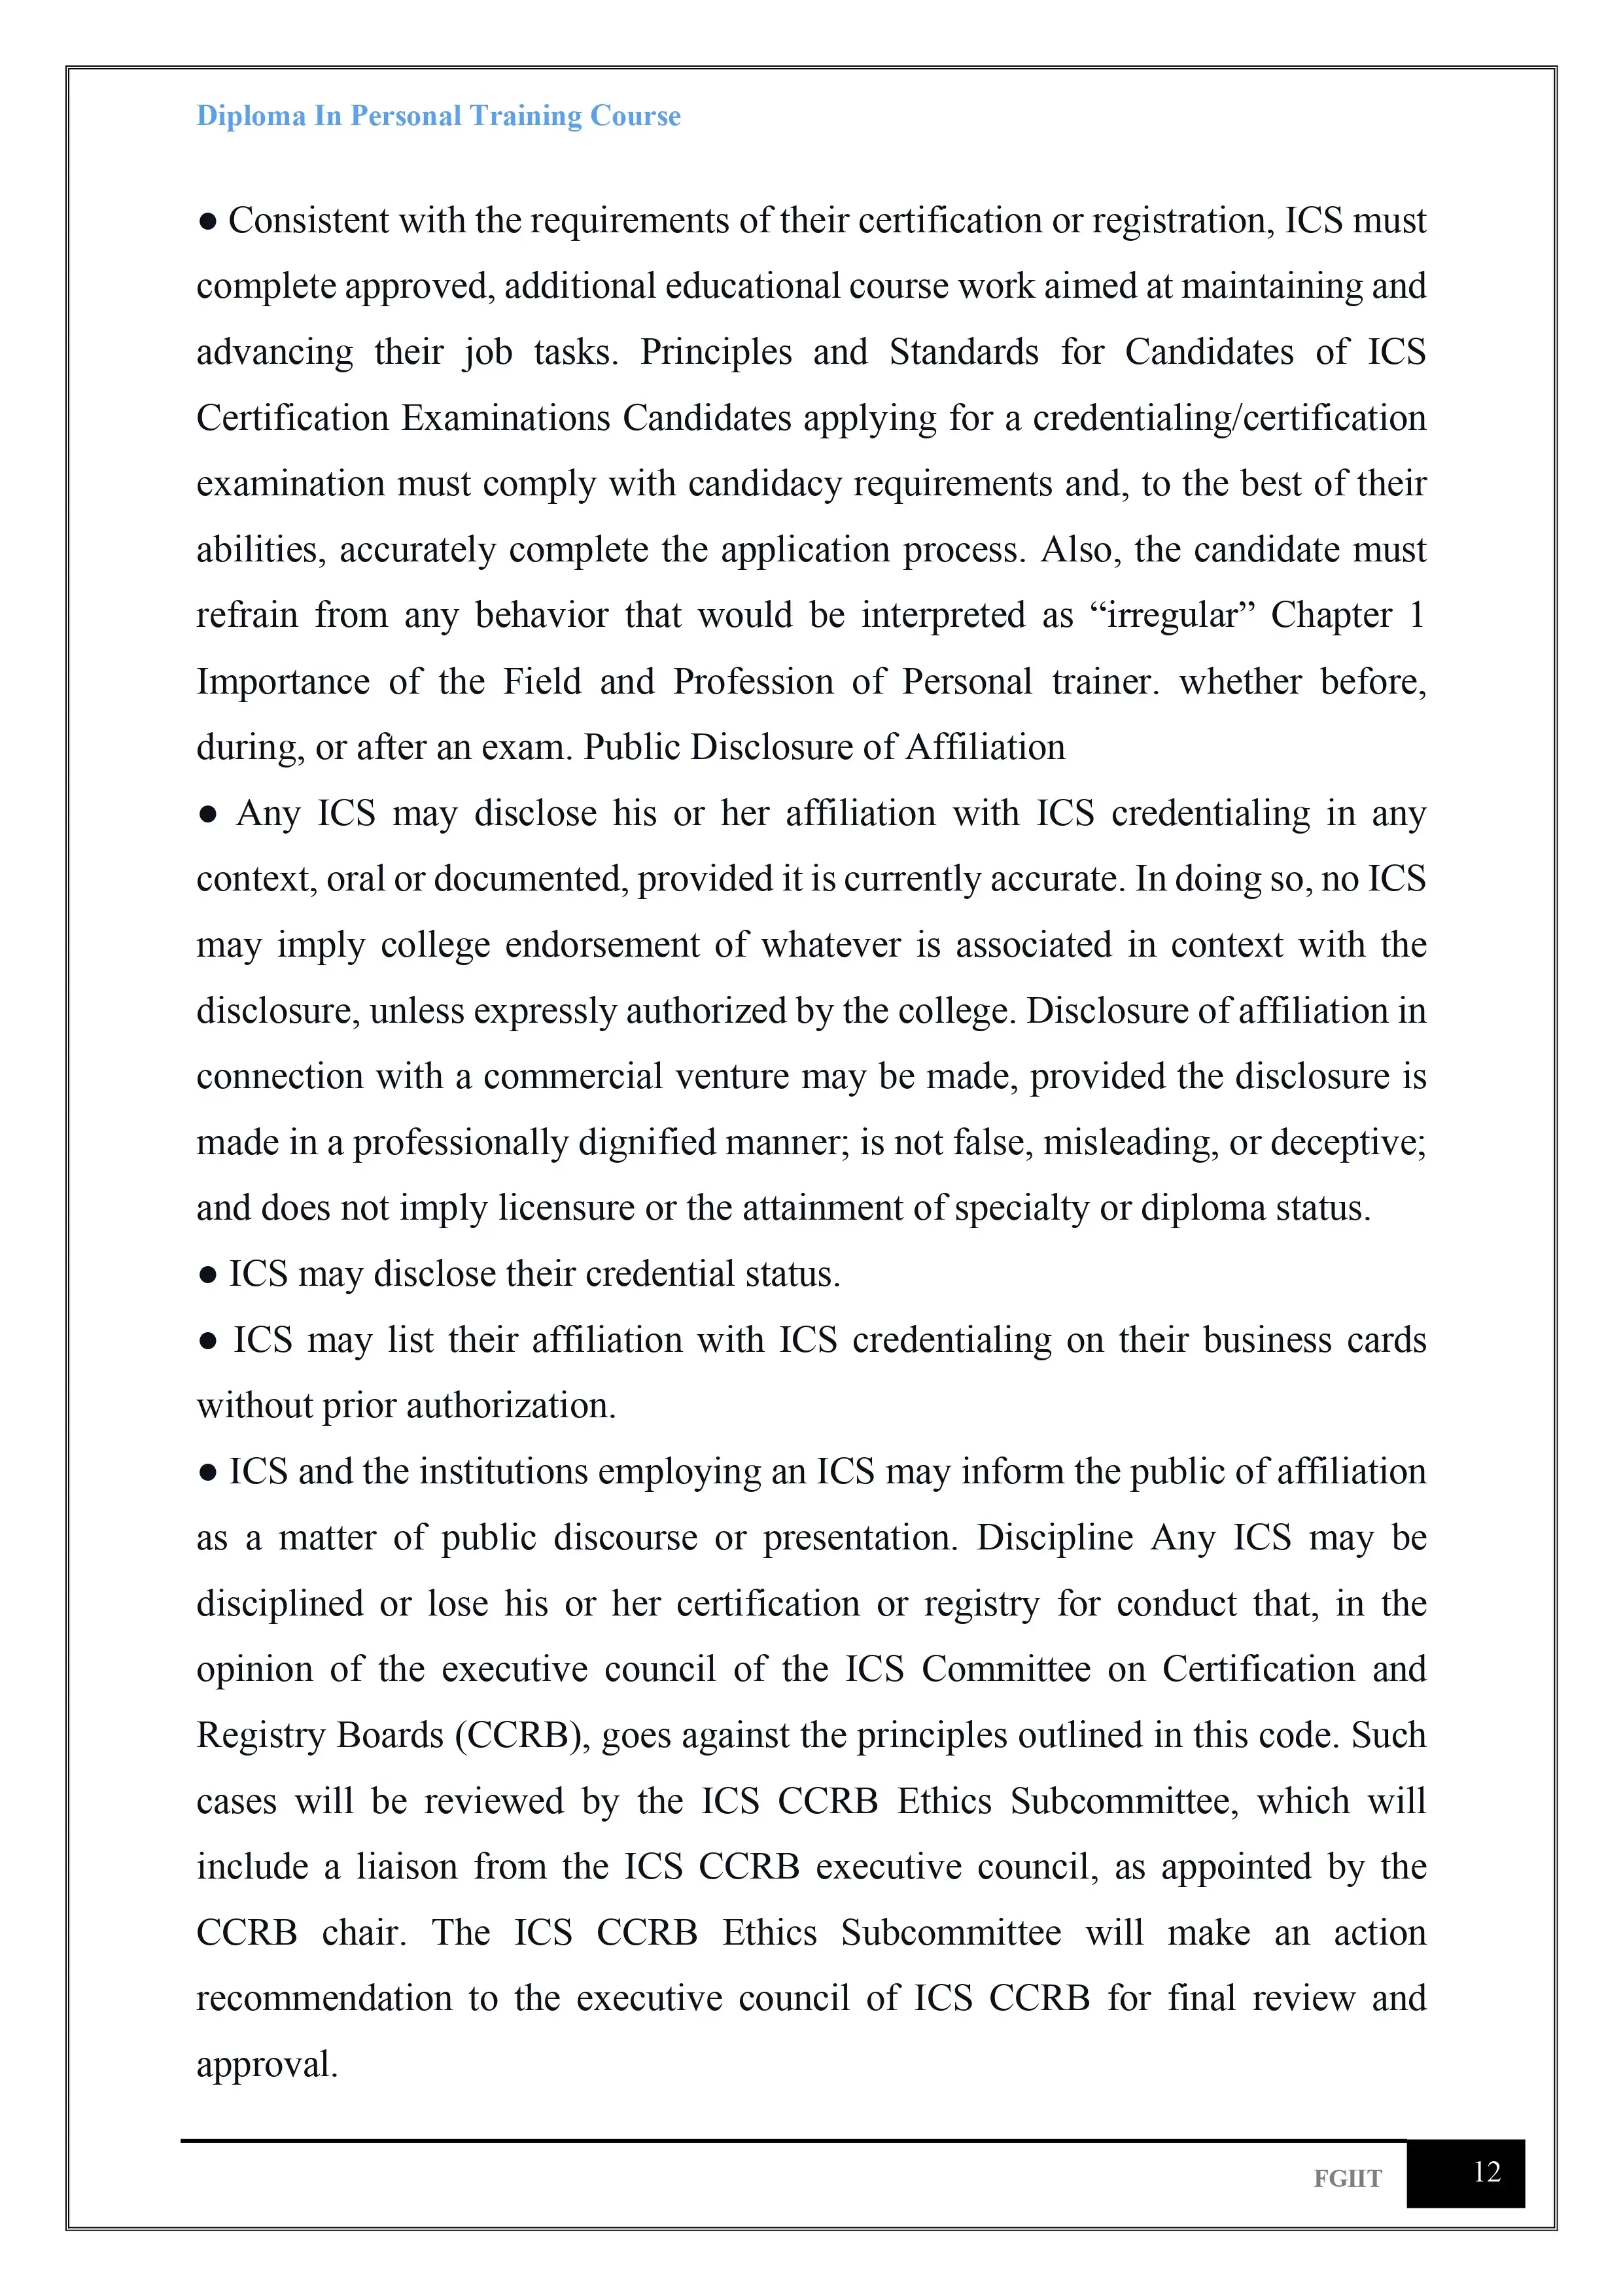 Diploma In Personal Training Course
● Consistent with the requirements of their certification or registration, ICS must
complete approved, additional educational course work aimed at maintaining and
advancing their job tasks. Principles and Standards for Candidates of ICS
Certification Examinations Candidates applying for a credentialing/certification
examination must comply with candidacy requirements and, to the best of their
abilities, accurately complete the application process. Also, the candidate must
refrain from any behavior that would be interpreted as “irregular” Chapter 1
Importance of the Field and Profession of Personal trainer. whether before,
during, or after an exam. Public Disclosure of Affiliation
● Any ICS may disclose his or her affiliation with ICS credentialing in any
context, oral or documented, provided it is currently accurate. In doing so, no ICS
may imply college endorsement of whatever is associated in context with the
disclosure, unless expressly authorized by the college. Disclosure of affiliation in
connection with a commercial venture may be made, provided the disclosure is
made in a professionally dignified manner; is not false, misleading, or deceptive;
and does not imply licensure or the attainment of specialty or diploma status.
● ICS may disclose their credential status.
● ICS may list their affiliation with ICS credentialing on their business cards
without prior authorization.
● ICS and the institutions employing an ICS may inform the public of affiliation
as a matter of public discourse or presentation. Discipline Any ICS may be
disciplined or lose his or her certification or registry for conduct that, in the
opinion of the executive council of the ICS Committee on Certification and
Registry Boards (CCRB), goes against the principles outlined in this code. Such
cases will be reviewed by the ICS CCRB Ethics Subcommittee, which will
include a liaison from the ICS CCRB executive council, as appointed by the
CCRB chair. The ICS CCRB Ethics Subcommittee will make an action
recommendation to the executive council of ICS CCRB for final review and
approval.
FGIIT 12